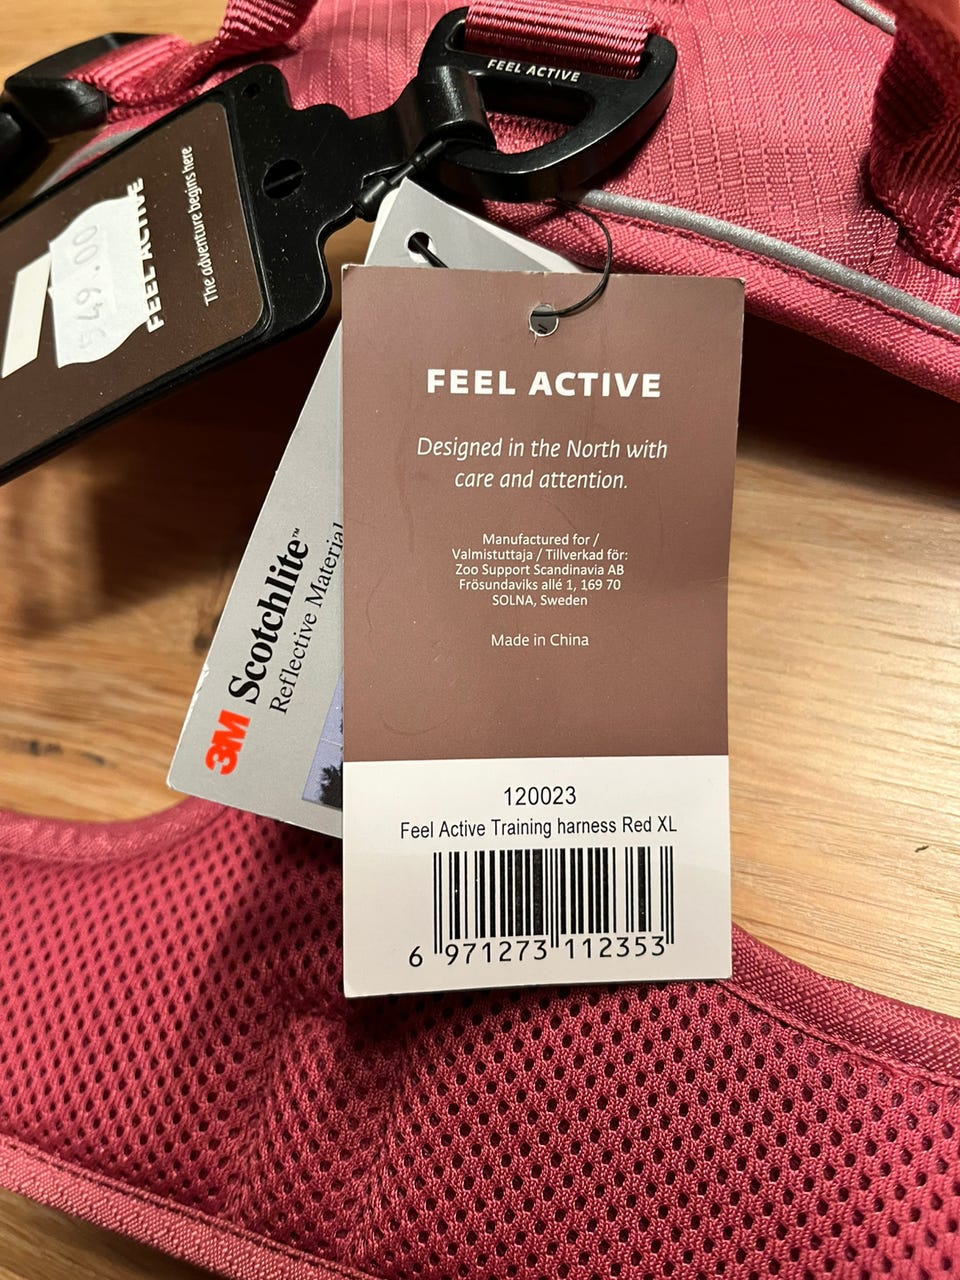 FEEL ACTIVE
549.00
FEEL ACTIVE
The adventure begins here
3M Scotchlite™
Reflective Material
FEEL ACTIVE
Designed in the North with
care and attention.
Manufactured for /
Valmistuttaja / Tillverkad för:
Zoo Support Scandinavia AB
Frösundaviks allé 1, 169 70
SOLNA, Sweden
Made in China
120023
Feel Active Training harness Red XL
6 971273 112353